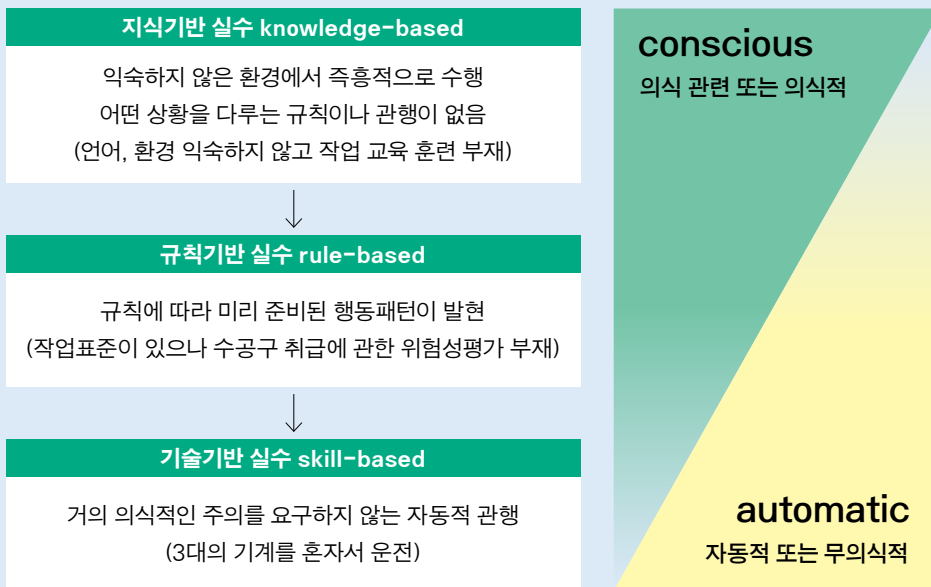 지식기반 실수 knowledge-based
익숙하지 않은 환경에서 즉흥적으로 수행
어떤 상황을 다루는 규칙이나 관행이 없음
(언어, 환경 익숙하지 않고 작업 교육 훈련 부재)
규칙기반 실수 rule-based
규칙에 따라 미리 준비된 행동패턴이 발현
(작업표준이 있으나 수공구 취급에 관한 위험성평가 부재)
기술기반 실수 skill-based
거의 의식적인 주의를 요구하지 않는 자동적 관행
(3대의 기계를 혼자서 운전)
conscious
의식 관련 또는 의식적
automatic
자동적 또는 무의식적